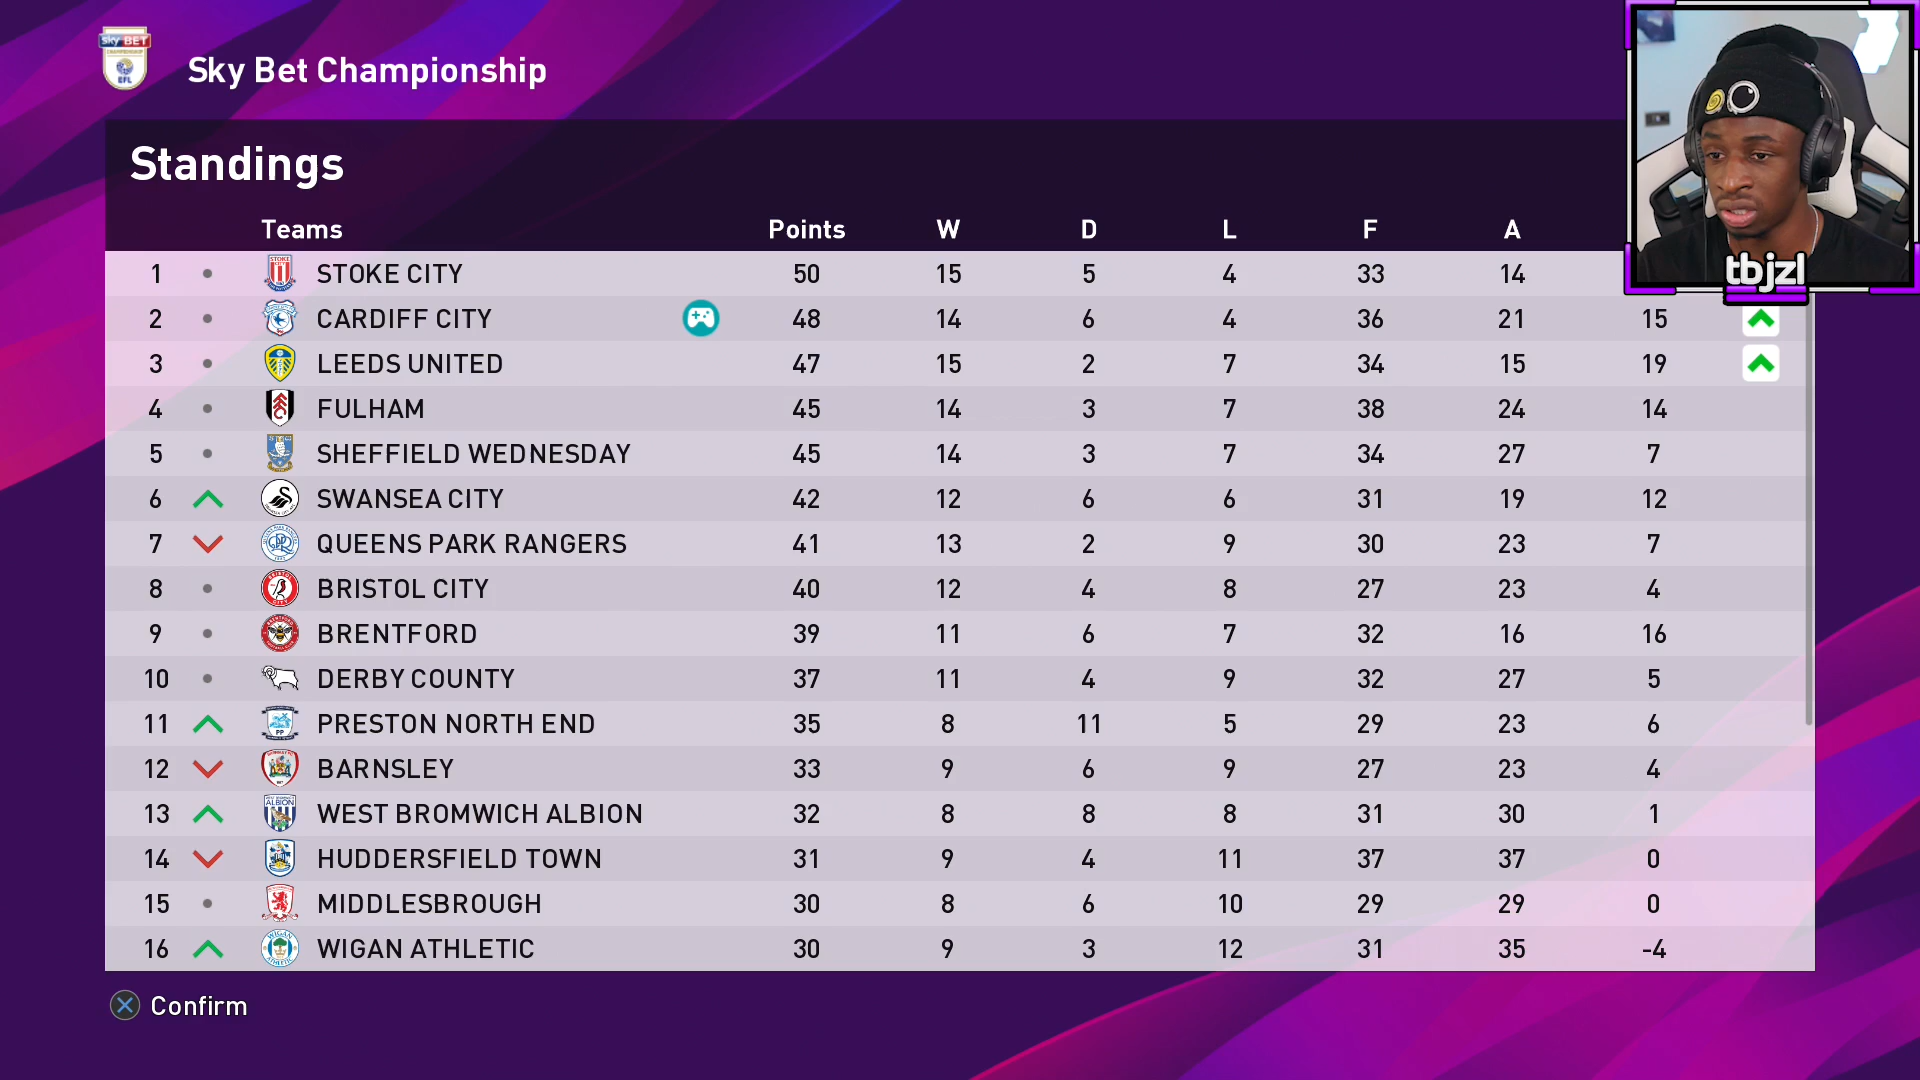 sky BET
EFL
Sky Bet Championship
Standings
Teams Points W D L F A
1 STOKE CITY 50 15 5 4 33 14
2 CARDIFF CITY 48 14 6 4 36 21 15
3 LEEDS UNITED 47 15 2 7 34 15 19
4 FULHAM 45 14 3 7 38 24 14
5 SHEFFIELD WEDNESDAY 45 14 3 7 34 27 7
6 SWANSEA CITY 42 12 6 6 31 19 12
7 QUEENS PARK RANGERS 41 13 2 9 30 23 7
8 BRISTOL CITY 40 12 4 8 27 23 4
9 BRENTFORD 39 11 6 7 32 16 16
10 DERBY COUNTY 37 11 4 9 32 27 5
11 PRESTON NORTH END 35 8 11 5 29 23 6
12 BARNSLEY 33 9 6 9 27 23 4
13 WEST BROMWICH ALBION 32 8 8 8 31 30 1
14 HUDDERSFIELD TOWN 31 9 4 11 37 37 0
15 MIDDLESBROUGH 30 8 6 10 29 29 0
16 WIGAN ATHLETIC 30 9 3 12 31 35 -4
Confirm
tbjzl